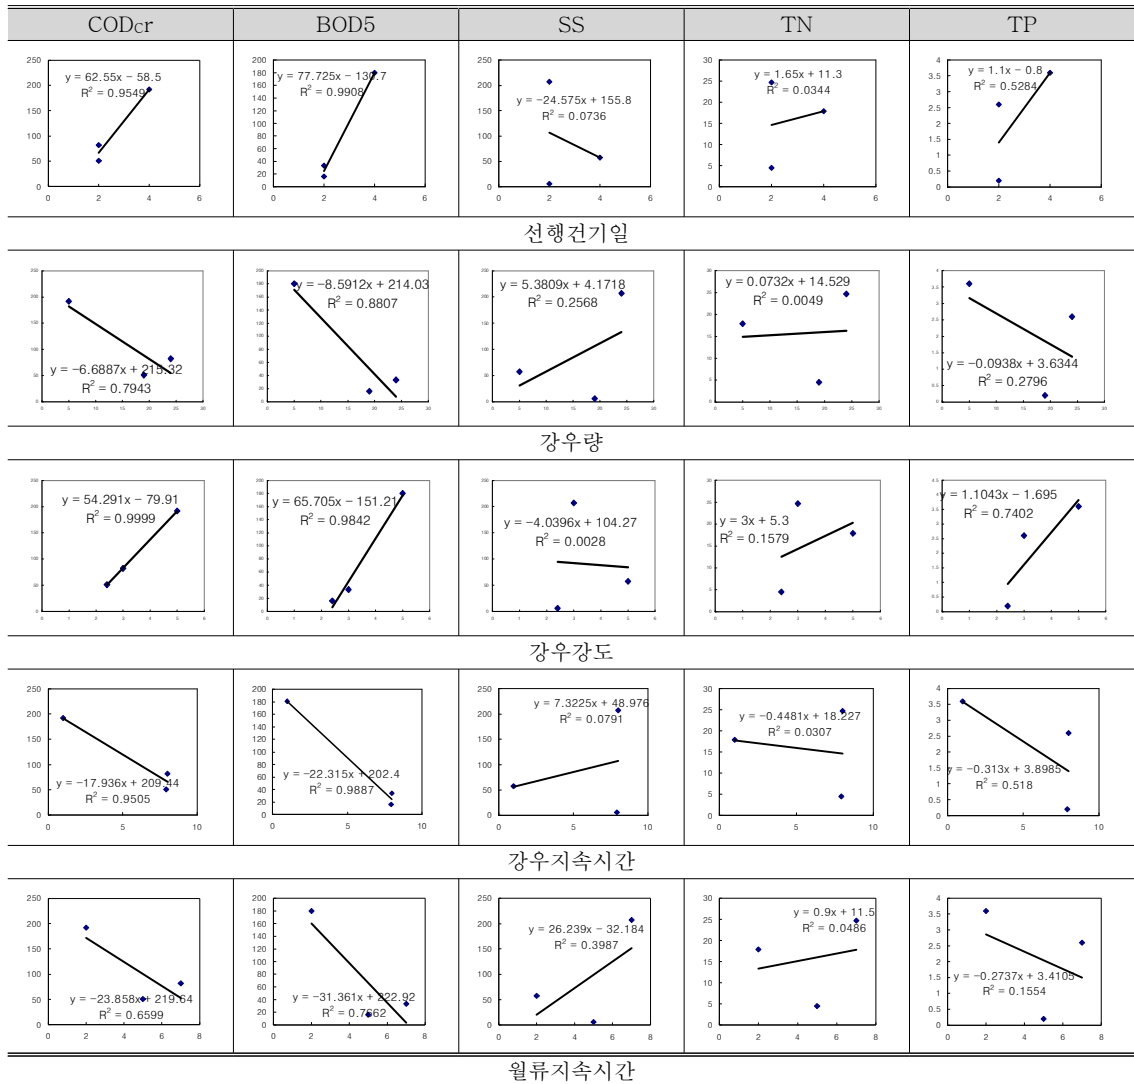 CODcr BOD5 SS TN TP
y = 62.55x − 58.5
R² = 0.9549
y = 77.725x − 130.7
R² = 0.9908
y = −24.575x + 155.8
R² = 0.0736
y = 1.65x + 11.3
R² = 0.0344
y = 1.1x − 0.8
R² = 0.5284
선행건기일
y = −6.6887x + 215.32
R² = 0.7943
y = −8.5912x + 214.03
R² = 0.8807
y = 5.3809x + 4.1718
R² = 0.2568
y = 0.0732x + 14.529
R² = 0.0049
y = −0.0938x + 3.6344
R² = 0.2796
강우량
y = 54.291x − 79.91
R² = 0.9999
y = 65.705x − 151.21
R² = 0.9842
y = −4.0396x + 104.27
R² = 0.0028
y = 3x + 5.3
R² = 0.1579
y = 1.1043x − 1.695
R² = 0.7402
강우강도
y = −17.936x + 209.44
R² = 0.9505
y = −22.315x + 202.4
R² = 0.9887
y = 7.3225x + 48.976
R² = 0.0791
y = −0.4481x + 18.227
R² = 0.0307
y = −0.313x + 3.8985
R² = 0.518
강우지속시간
y = −23.858x + 219.64
R² = 0.6599
y = −31.361x + 222.92
R² = 0.7662
y = 26.239x − 32.184
R² = 0.3987
y = 0.9x + 11.5
R² = 0.0486
y = −0.2737x + 3.4105
R² = 0.1554
월류지속시간